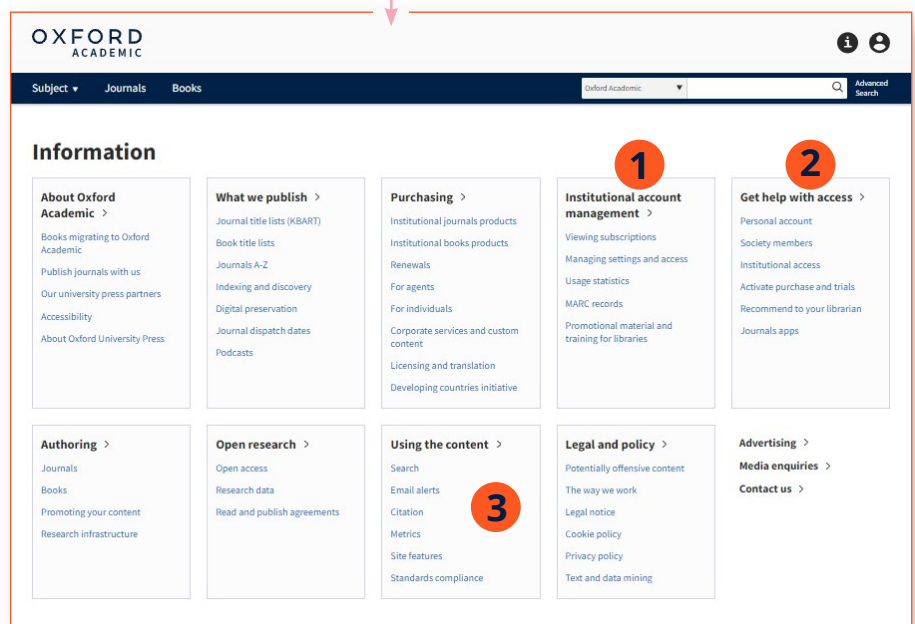 OXFORD
ACADEMIC
Subject
Journals
Books
Oxford Academic
Advanced
Search
Information
1
2
About Oxford
Academic >
Books migrating to Oxford
Academic
Publish journals with us
Our university press partners
Accessibility
About Oxford University Press
What we publish >
Journal title lists (KBART)
Book title lists
Journals A-Z
Indexing and discovery
Digital preservation
Journal dispatch dates
Podcasts
Purchasing >
Institutional journals products
Institutional books products
Renewals
For agents
For individuals
Corporate services and custom
content
Licensing and translation
Developing countries initiative
Institutional account
management >
Viewing subscriptions
Managing settings and access
Usage statistics
MARC records
Promotional material and
training for libraries
Get help with access >
Personal account
Society members
Institutional access
Activate purchase and trials
Recommend to your librarian
Journals apps
Authoring >
Journals
Books
Promoting your content
Research infrastructure
Open research >
Open access
Research data
Read and publish agreements
Using the content >
Search
Email alerts
Citation
Metrics
Site features
Standards compliance
3
Legal and policy >
Potentially offensive content
The way we work
Legal notice
Cookie policy
Privacy policy
Text and data mining
Advertising >
Media enquiries >
Contact us >